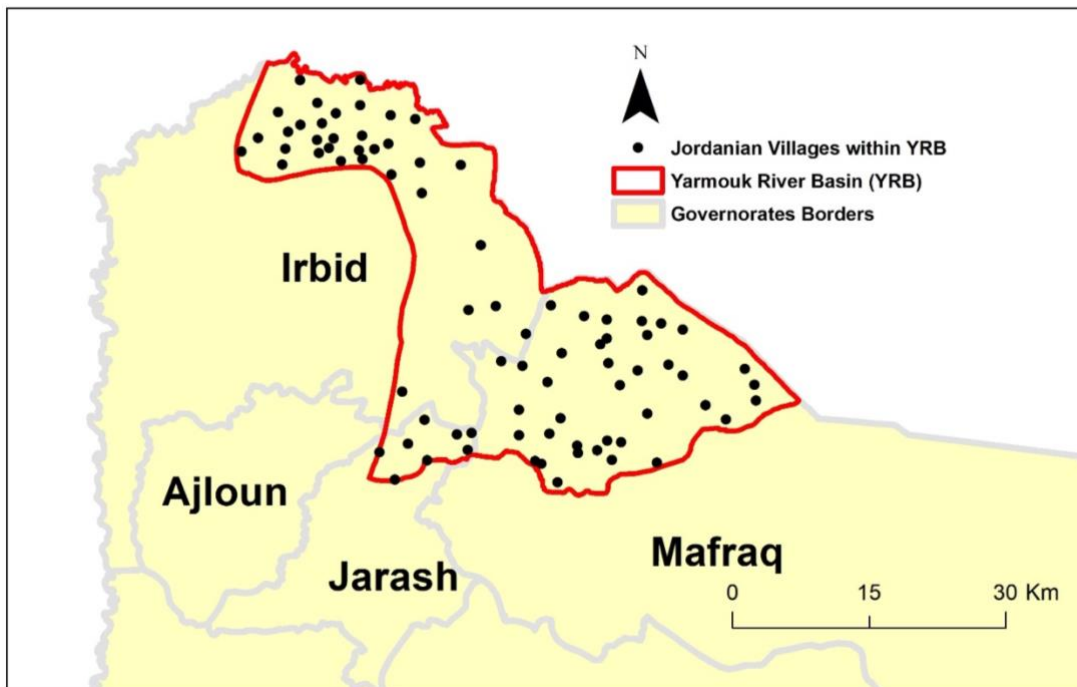 N
Jordanian Villages within YRB
Yarmouk River Basin (YRB)
Governorates Borders
Irbid
Ajloun
Jarash
Mafraq
0 15 30 Km